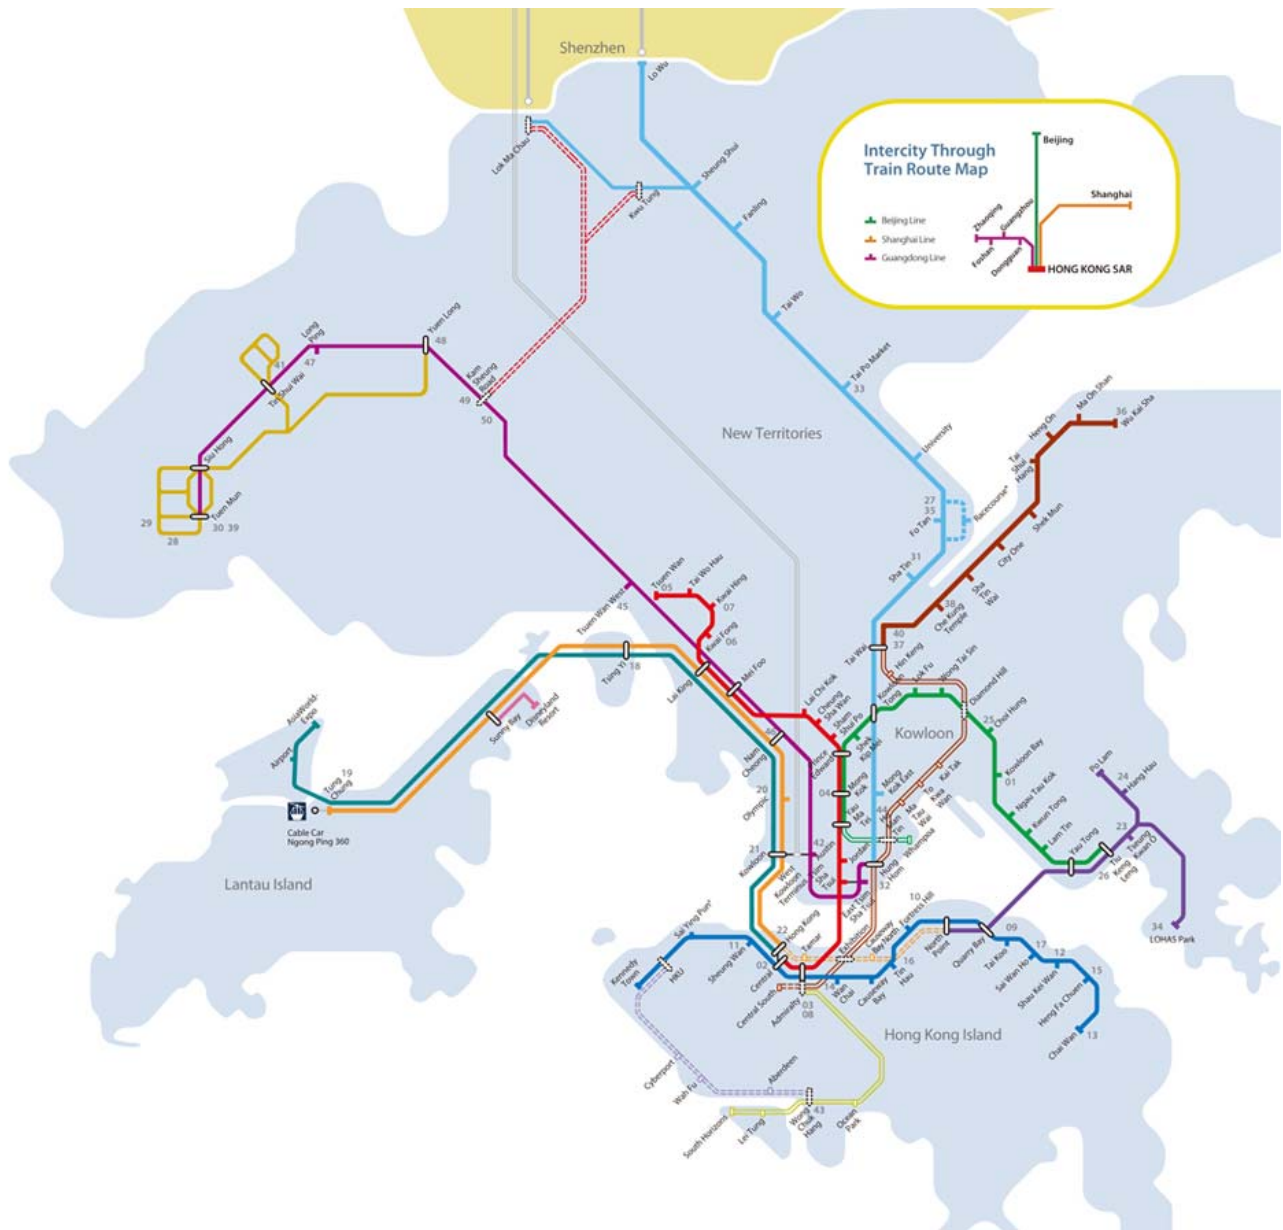 Shenzhen
Lo Wu
Lok Ma Chau
Kwu Tung
Sheung Shui
Fanling
Intercity Through
Train Route Map
Beijing Line
Shanghai Line
Guangdong Line
Beijing
Shanghai
Zhaoqing
Guangzhou
Foshan
Dongguan
HONG KONG SAR
Tai Wo
Tai Po Market
33
University
New Territories
Long
Ping
47
Yuen Long
48
41
Tin Shui Wai
Kam
Sheung
Road
49
50
Siu Hong
Tuen Mun
30 39
29
28
27
35
Fo Tan
Racecourse*
31
Sha Tin
36
Wu Kai Sha
Ma On Shan
Heng On
Tai
Shui
Hang
Shek Mun
City One
Sha
Tin
Wai
38
Che Kung
Temple
40
37
Tai Wai
Hin Keng
Tsuen Wan West
45
Tsuen Wan
05
Tai Wo Hau
Kwai Hing
07
Kwai Fong
06
Lai King
Mei Foo
Tsing Yi
18
Sunny Bay
Disneyland
Resort
AsiaWorld-
Expo
Airport
19
Tung
Chung
Cable Car
Ngong Ping 360
Lantau Island
Lai Chi Kok
Cheung
Sha Wan
Sham
Shui Po
Prince
Edward
Shek
Kip Mei
Kowloon
Tong
Lok Fu
Wong Tai Sin
Diamond Hill
25
Choi Hung
Kowloon
Kowloon Bay
01
Ngau Tau Kok
Kwun Tong
Lam Tin
Yau Tong
Po Lam
24
Hang Hau
23
Tseung
Kwan O
Tiu
Keng
Leng
26
34
LOHAS Park
46
Nam
Cheong
20
Olympic
21
Kowloon
04
Mong
Kok
Yau
Ma
Tei
Mong
Kok East
44
Kai Tak
To
Kwa
Wan
Ma
Tau
Wai
Ho
Man
Tin
Whampoa
42
Austin
West
Kowloon
Terminus
Jordan
Tsim
Sha
Tsui
East Tsim
Sha Tsui
32
Hung
Hom
22
Hong Kong
Tamar
Exhibition
Causeway
Bay North
10
Fortress Hill
North
Point
Quarry Bay
09
Tai Koo
17
Sai Wan Ho
12
Shau Kei Wan
15
Heng Fa Chuen
Chai Wan
13
Sai Ying Pun
11
Sheung Wan
02
Central
Central South
Kennedy
Town
HKU
Admiralty
03
08
14
Wan
Chai
Causeway
Bay
16
Tin
Hau
Hong Kong Island
Cyberport
Wah Fu
Aberdeen
Wong
Chuk
Hang
43
Ocean
Park
South Horizons
Lei Tung